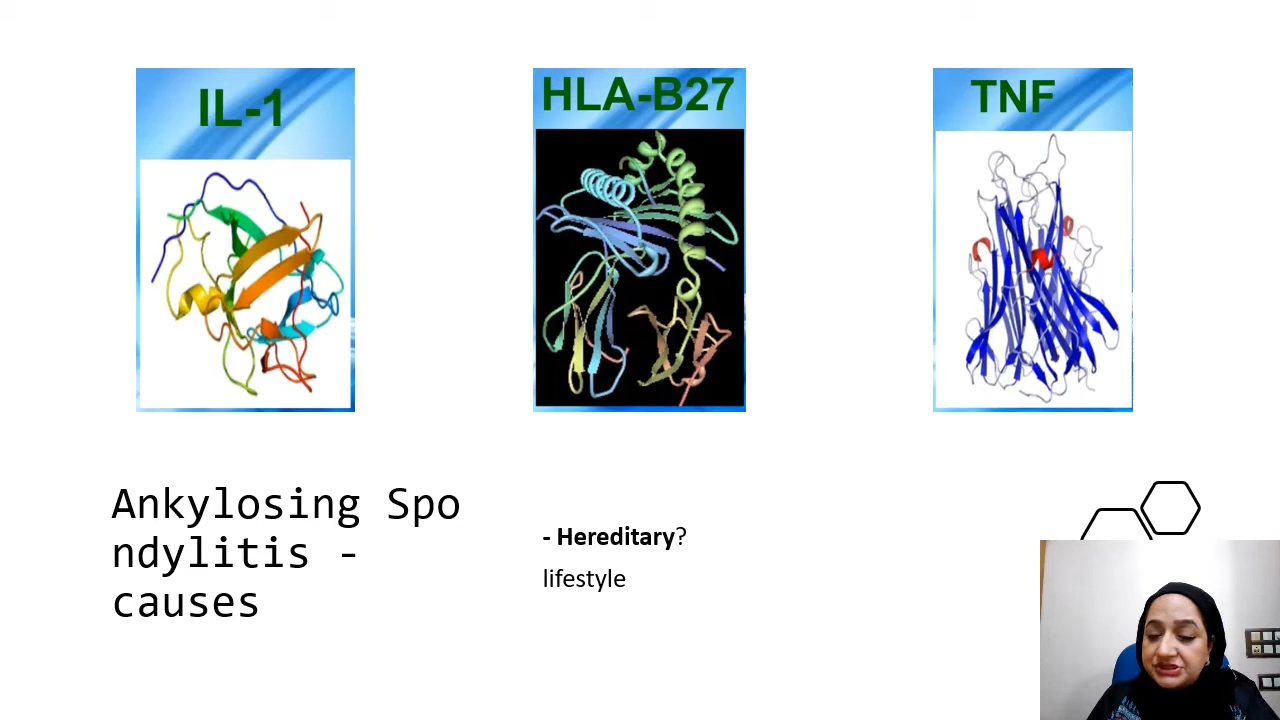 IL-1
HLA-B27
TNF
Ankylosing Spo
ndylitis -
causes
- Hereditary?
lifestyle